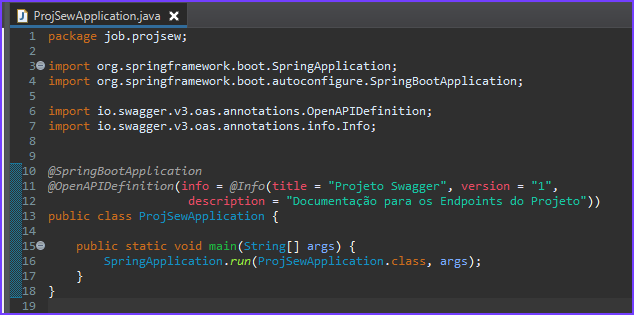 ProjSewApplication.java
1 package job.projsew;
2
3 import org.springframework.boot.SpringApplication;
4 import org.springframework.boot.autoconfigure.SpringBootApplication;
5
6 import io.swagger.v3.oas.annotations.OpenAPIDefinition;
7 import io.swagger.v3.oas.annotations.info.Info;
8
9
10 @SpringBootApplication
11 @OpenAPIDefinition(info = @Info(title = "Projeto Swagger", version = "1",
12 description = "Documentação para os Endpoints do Projeto"))
13 public class ProjSewApplication {
14
15 public static void main(String[] args) {
16 SpringApplication.run(ProjSewApplication.class, args);
17 }
18 }
19